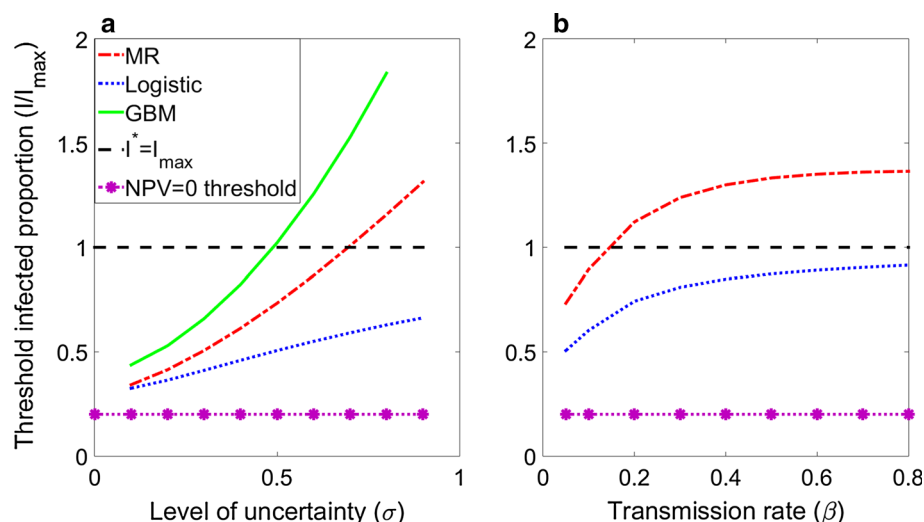 a
b
Threshold infected proportion (I/I_max)
2
1.5
1
0.5
0
MR
Logistic
GBM
I*=I_max
NPV=0 threshold
0 0.5 1
Level of uncertainty (σ)
2
1.5
1
0.5
0
0 0.2 0.4 0.6 0.8
Transmission rate (β)